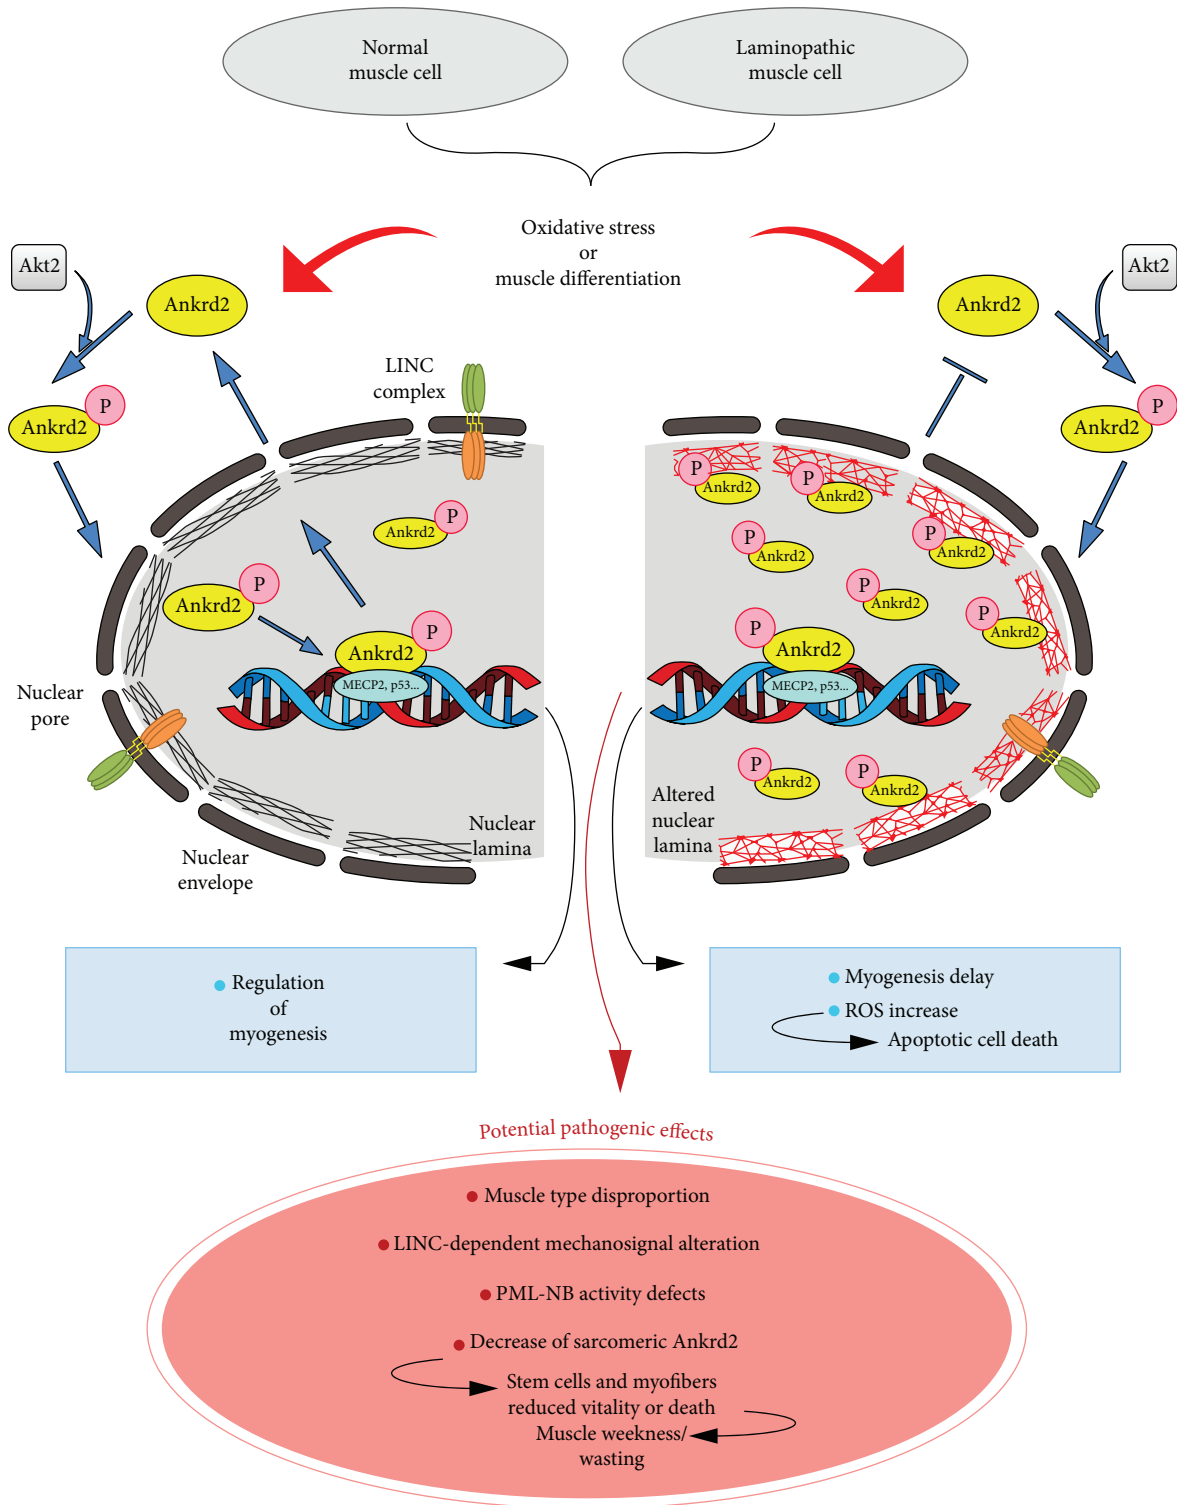 Normal
muscle cell
Laminopathic
muscle cell
Oxidative stress
or
muscle differentiation
Akt2
Ankrd2
Ankrd2
P
LINC
complex
Ankrd2
P
Ankrd2
P
Ankrd2
P
MECP2, p53...
Nuclear
pore
Nuclear
envelope
Nuclear
lamina
Akt2
Ankrd2
P
Ankrd2
P
Ankrd2
P
Ankrd2
P
Ankrd2
P
Ankrd2
P
Ankrd2
P
Ankrd2
P
Ankrd2
MECP2, p53...
P
Ankrd2
P
Ankrd2
Altered
nuclear
lamina
Regulation
of
myogenesis
Myogenesis delay
ROS increase
Apoptotic cell death
Potential pathogenic effects
Muscle type disproportion
LINC-dependent mechanosignal alteration
PML-NB activity defects
Decrease of sarcomeric Ankrd2
Stem cells and myofibers
reduced vitality or death
Muscle weekness/
wasting